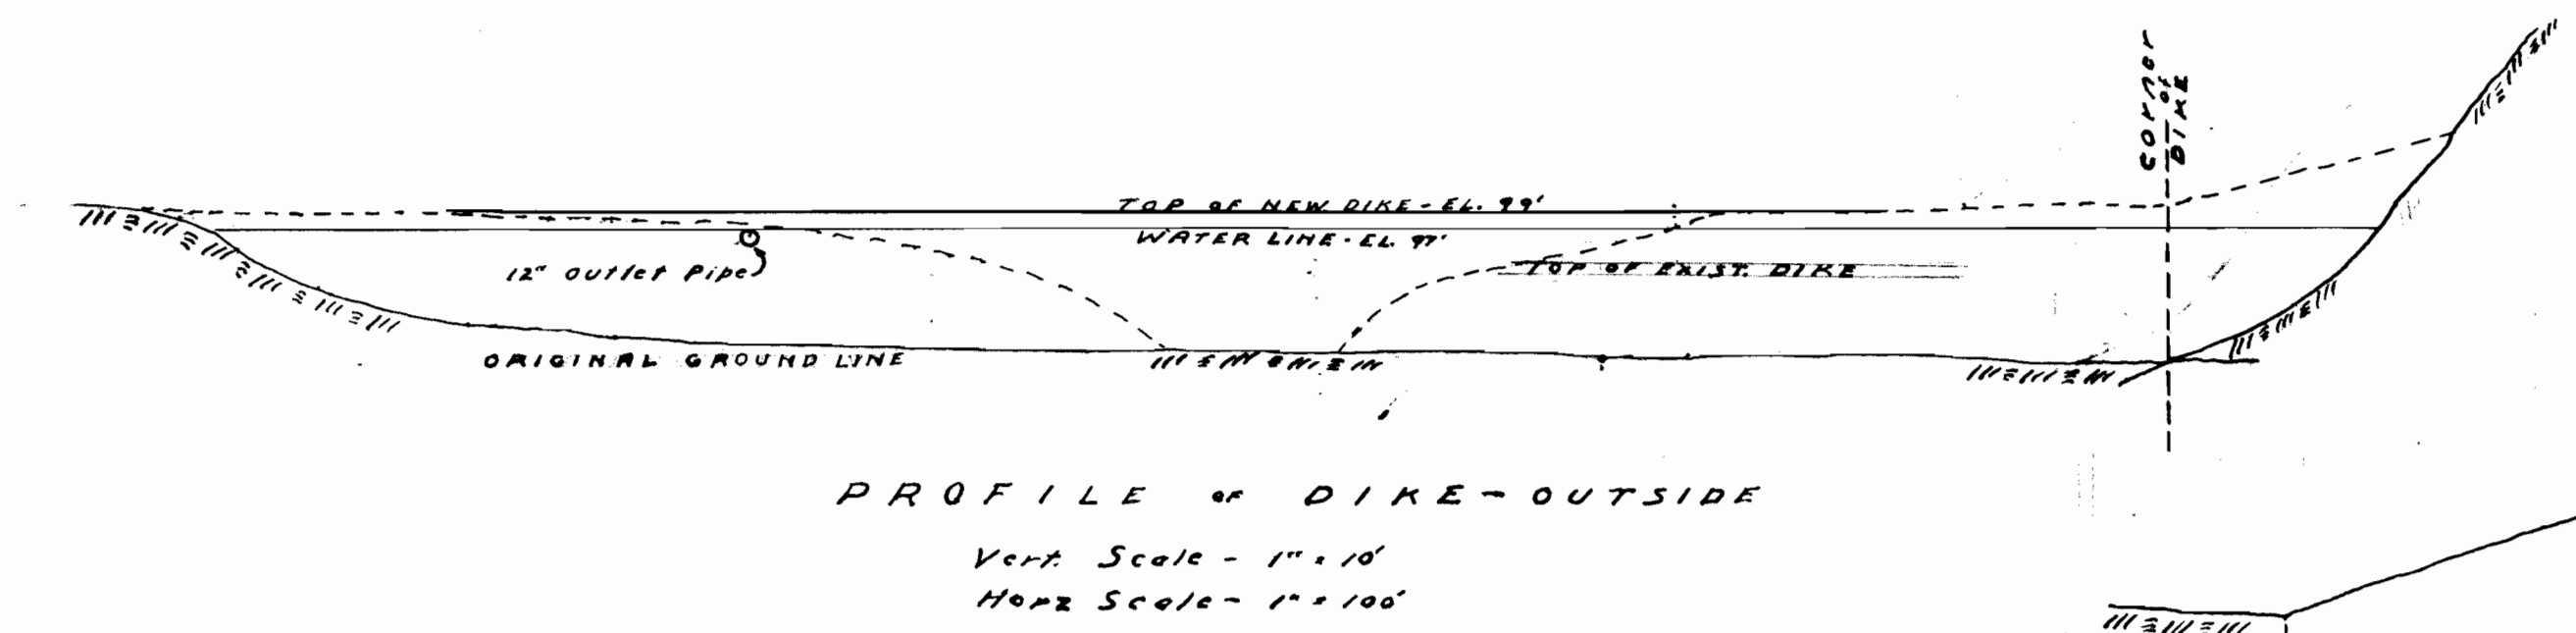 CORNER
OF
DIKE
TOP OF NEW DIKE - EL. 99'
WATER LINE - EL. 97'
12" Outlet Pipe
TOP OF EXIST. DIKE
ORIGINAL GROUND LINE
PROFILE OF DIKE - OUTSIDE
Vert. Scale - 1" = 10'
Horz Scale - 1" = 100'